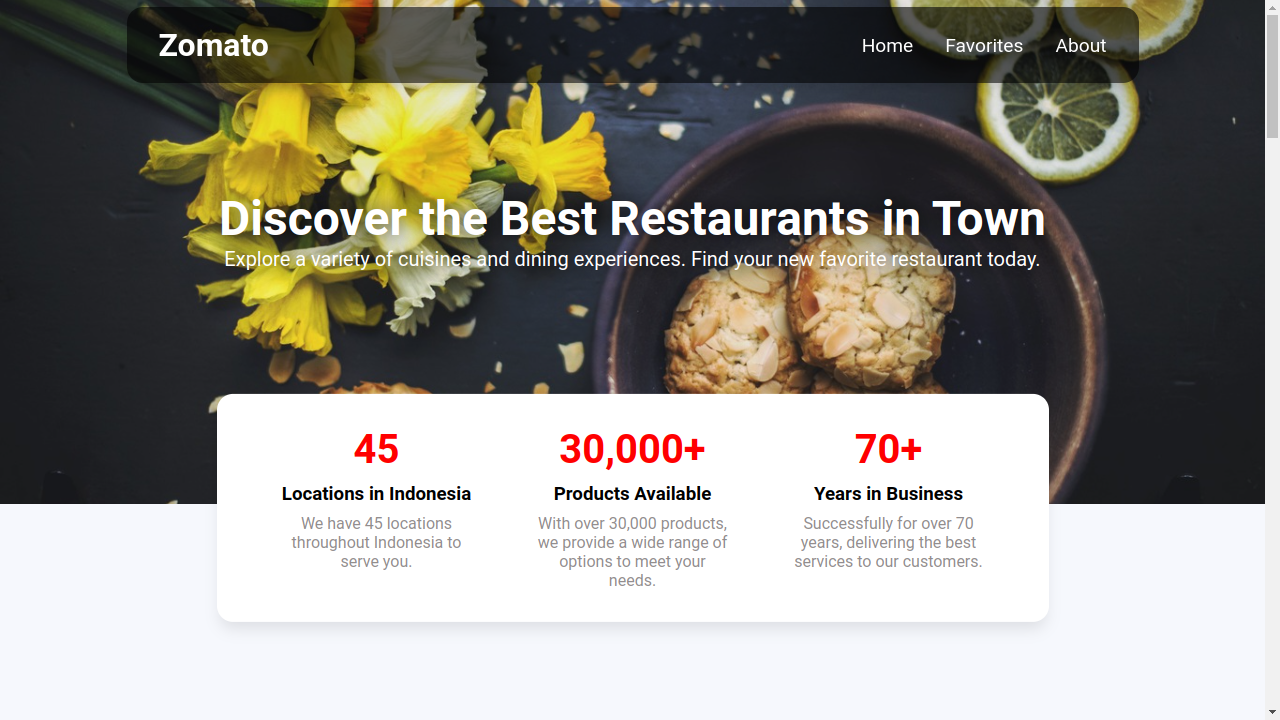 Zomato
Home Favorites About
Discover the Best Restaurants in Town
Explore a variety of cuisines and dining experiences. Find your new favorite restaurant today.
45
Locations in Indonesia
We have 45 locations
throughout Indonesia to
serve you.
30,000+
Products Available
With over 30,000 products,
we provide a wide range of
options to meet your
needs.
70+
Years in Business
Successfully for over 70
years, delivering the best
services to our customers.